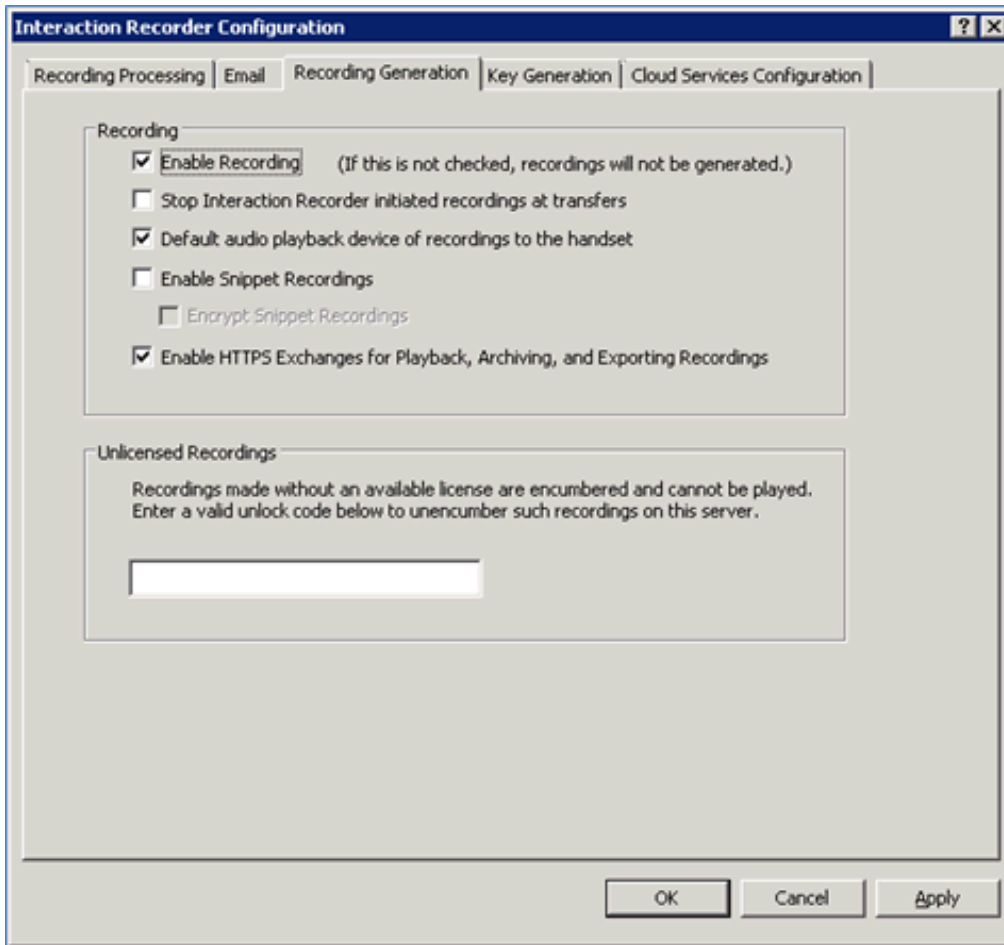 Interaction Recorder Configuration
Recording Processing
Email
Recording Generation
Key Generation
Cloud Services Configuration
Recording
Enable Recording (If this is not checked, recordings will not be generated.)
Stop Interaction Recorder initiated recordings at transfers
Default audio playback device of recordings to the handset
Enable Snippet Recordings
Encrypt Snippet Recordings
Enable HTTPS Exchanges for Playback, Archiving, and Exporting Recordings
Unlicensed Recordings
Recordings made without an available license are encumbered and cannot be played.
Enter a valid unlock code below to unencumber such recordings on this server.
OK
Cancel
Apply